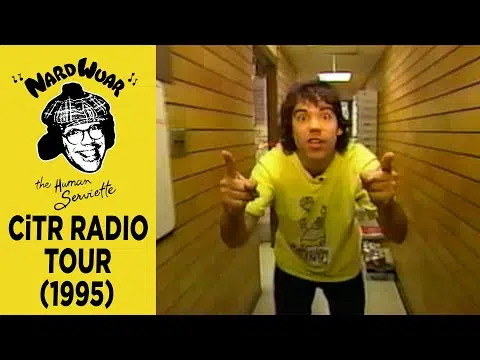 NARDWUAR
the Human
Serviette
CiTR RADIO
TOUR
(1995)